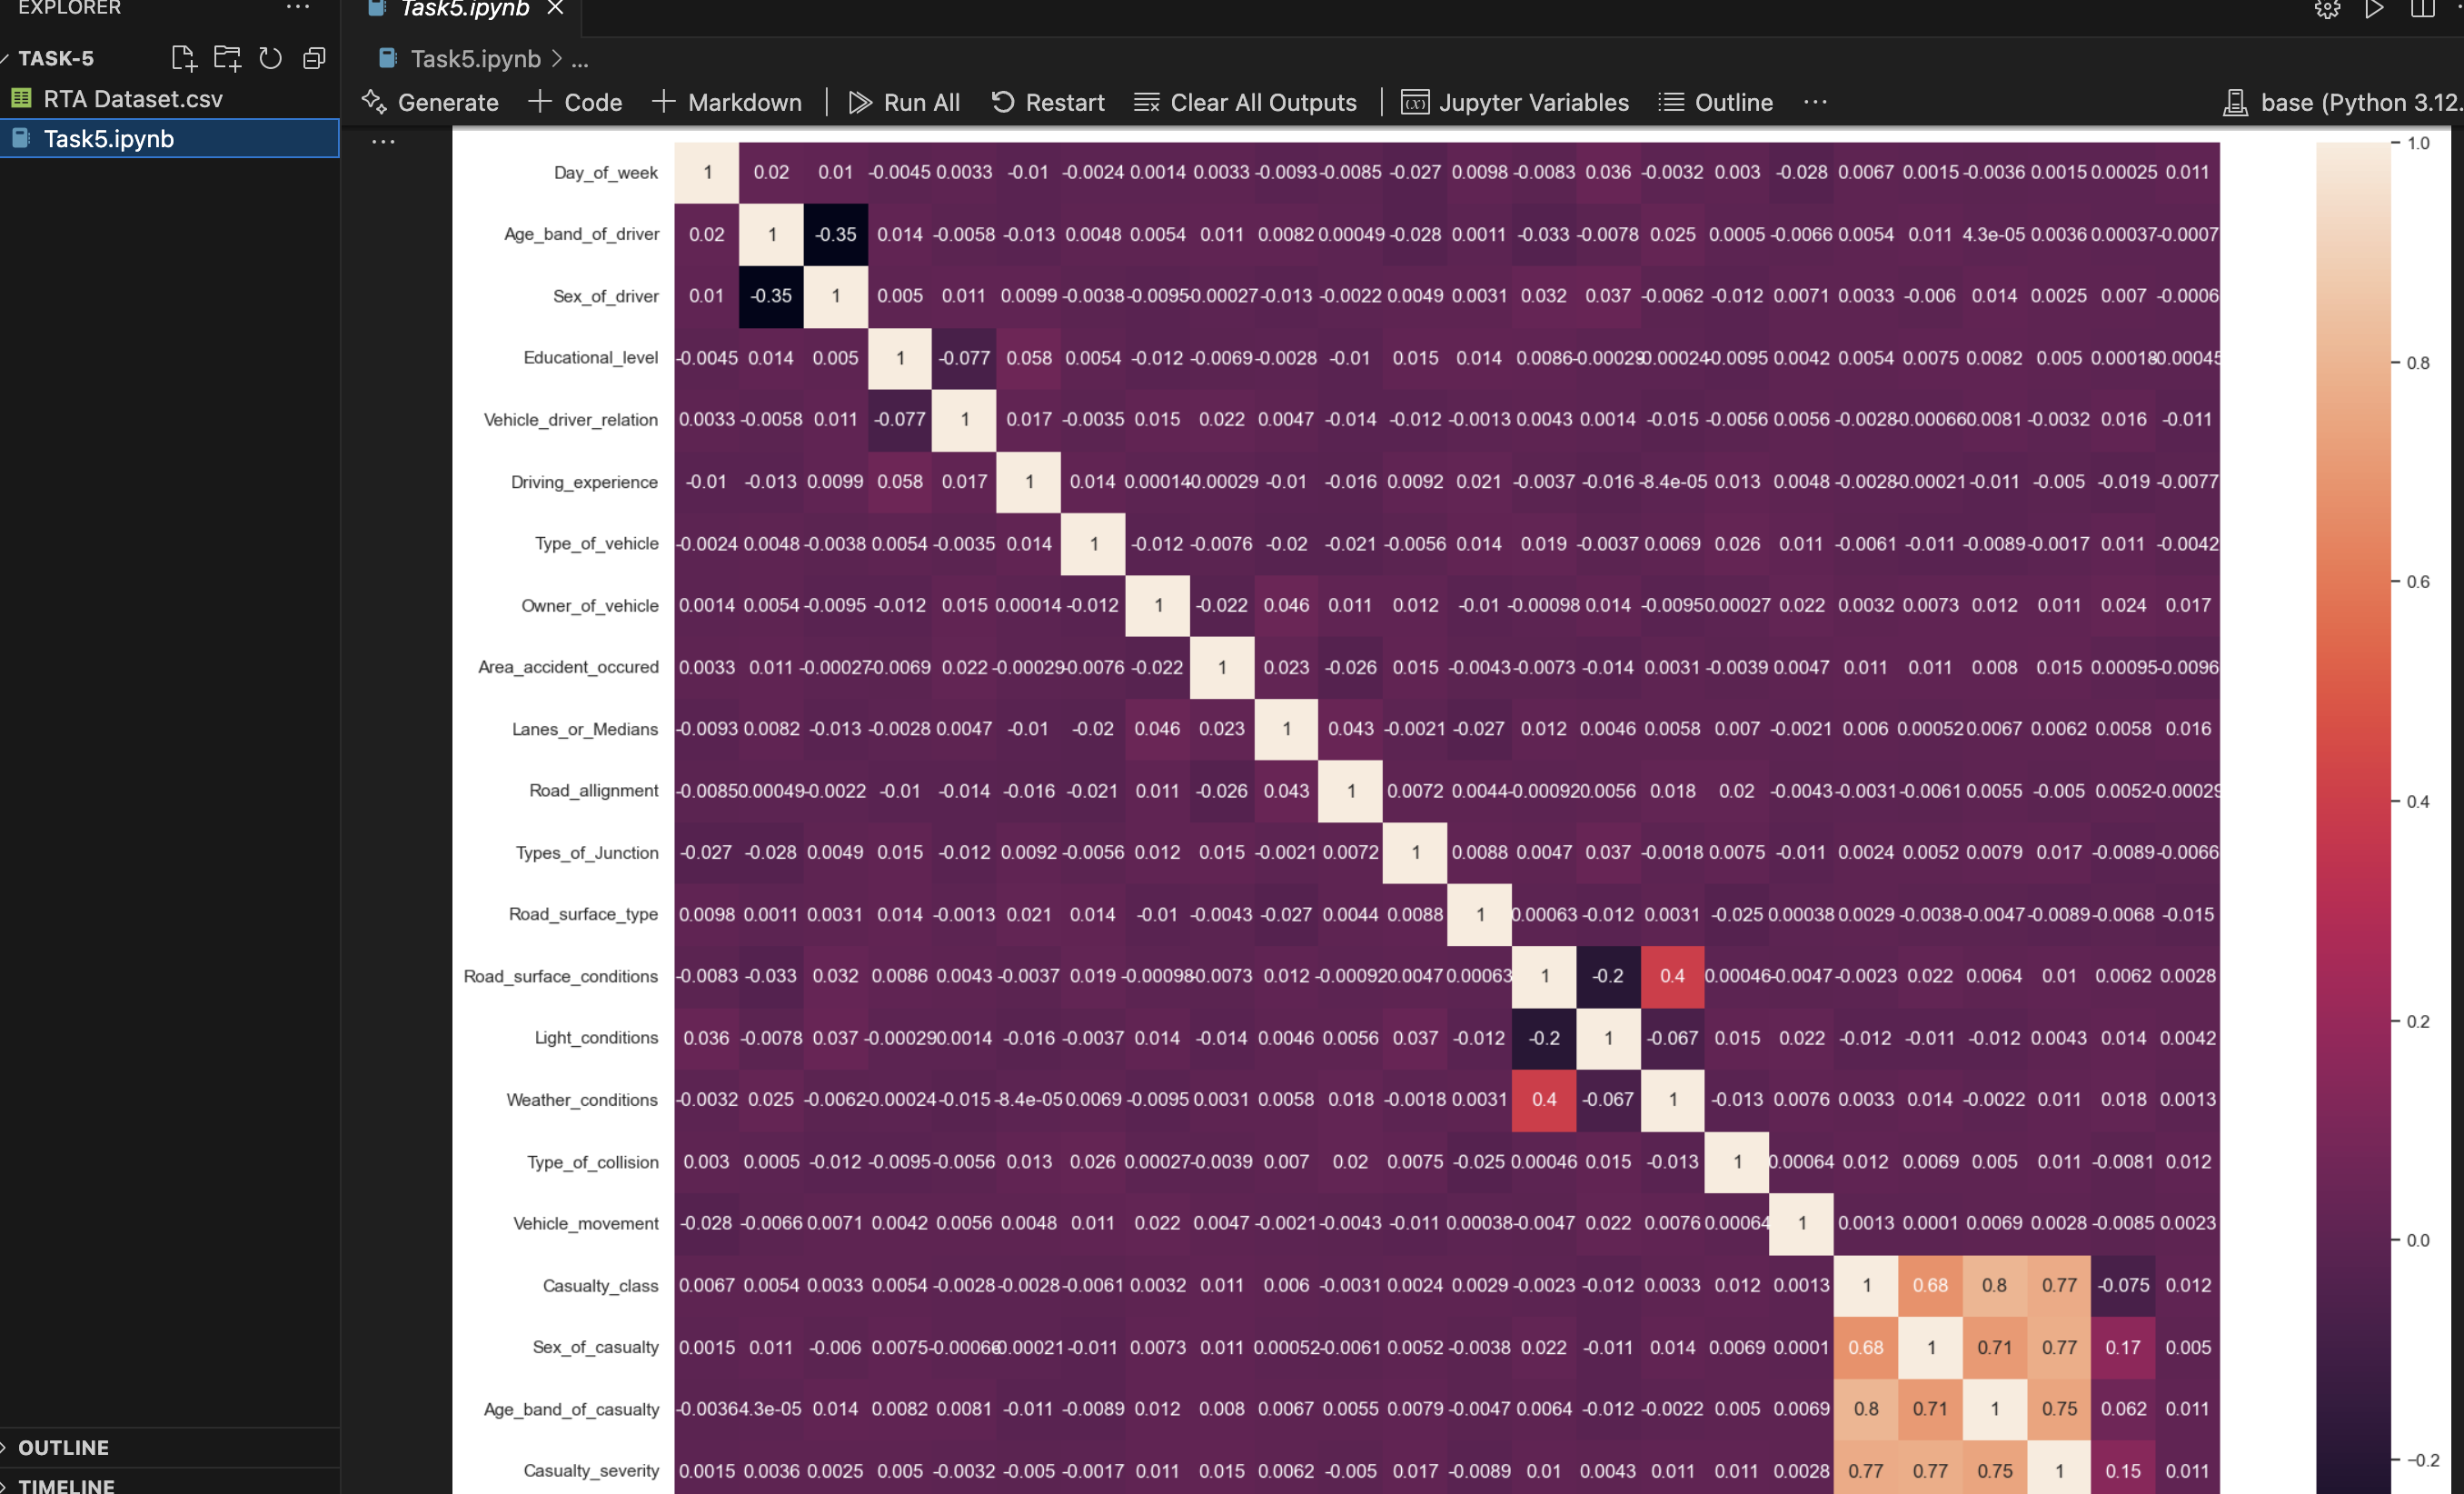 EXPLORER ...
Task5.ipynb
TASK-5
Task5.ipynb > ...
RTA Dataset.csv
Task5.ipynb
Generate + Code + Markdown | Run All Restart Clear All Outputs | Jupyter Variables Outline ... base (Python 3.12.
...
Day_of_week 1 0.02 0.01 -0.0045 0.0033 -0.01 -0.0024 0.0014 0.0033 -0.0093 -0.0085 -0.027 0.0098 -0.0083 0.036 -0.0032 0.003 -0.028 0.0067 0.0015 -0.0036 0.0015 0.00025 0.011
Age_band_of_driver 0.02 1 -0.35 0.014 -0.0058 -0.013 0.0048 0.0054 0.011 0.0082 0.00049 -0.028 0.0011 -0.033 -0.0078 0.025 0.0005 -0.0066 0.0054 0.011 4.3e-05 0.0036 0.00037 -0.0007
Sex_of_driver 0.01 -0.35 1 0.005 0.011 0.0099 -0.0038 -0.0095 -0.00027 -0.013 -0.0022 0.0049 0.0031 0.032 0.037 -0.0062 -0.012 0.0071 0.0033 -0.006 0.014 0.0025 0.007 -0.0006
Educational_level -0.0045 0.014 0.005 1 -0.077 0.058 0.0054 -0.012 -0.0069 -0.0028 -0.01 0.015 0.014 0.0086 -0.00029 -0.00024 -0.0095 0.0042 0.0054 0.0075 0.0082 0.005 0.00018 -0.00045
Vehicle_driver_relation 0.0033 -0.0058 0.011 -0.077 1 0.017 -0.0035 0.015 0.022 0.0047 -0.014 -0.012 -0.0013 0.0043 0.0014 -0.015 -0.0056 0.0056 -0.0028 -0.00066 0.0081 -0.0032 0.016 -0.011
Driving_experience -0.01 -0.013 0.0099 0.058 0.017 1 0.014 0.00014 -0.00029 -0.01 -0.016 0.0092 0.021 -0.0037 -0.016 -8.4e-05 0.013 0.0048 -0.0028 -0.00021 -0.011 -0.005 -0.019 -0.0077
Type_of_vehicle -0.0024 0.0048 -0.0038 0.0054 -0.0035 0.014 1 -0.012 -0.0076 -0.02 -0.021 -0.0056 0.014 0.019 -0.0037 0.0069 0.026 0.011 -0.0061 -0.011 -0.0089 -0.0017 0.011 -0.0042
Owner_of_vehicle 0.0014 0.0054 -0.0095 -0.012 0.015 0.00014 -0.012 1 -0.022 0.046 0.011 0.012 -0.01 -0.00098 0.014 -0.0095 0.00027 0.022 0.0032 0.0073 0.012 0.011 0.024 0.017
Area_accident_occured 0.0033 0.011 -0.00027 -0.0069 0.022 -0.00029 -0.0076 -0.022 1 0.023 -0.026 0.015 -0.0043 -0.0073 -0.014 0.0031 -0.0039 0.0047 0.011 0.011 0.008 0.015 0.00095 -0.0096
Lanes_or_Medians -0.0093 0.0082 -0.013 -0.0028 0.0047 -0.01 -0.02 0.046 0.023 1 0.043 -0.0021 -0.027 0.012 0.0046 0.0058 0.007 -0.0021 0.006 0.00052 0.0067 0.0062 0.0058 0.016
Road_allignment -0.0085 0.00049 -0.0022 -0.01 -0.014 -0.016 -0.021 0.011 -0.026 0.043 1 0.0072 0.0044 -0.00092 0.0056 0.018 0.02 -0.0043 -0.0031 -0.0061 0.0055 -0.005 0.0052 -0.00029
Types_of_Junction -0.027 -0.028 0.0049 0.015 -0.012 0.0092 -0.0056 0.012 0.015 -0.0021 0.0072 1 0.0088 0.0047 0.037 -0.0018 0.0075 -0.011 0.0024 0.0052 0.0079 0.017 -0.0089 -0.0066
Road_surface_type 0.0098 0.0011 0.0031 0.014 -0.0013 0.021 0.014 -0.01 -0.0043 -0.027 0.0044 0.0088 1 0.00063 -0.012 0.0031 -0.025 0.00038 0.0029 -0.0038 -0.0047 -0.0089 -0.0068 -0.015
Road_surface_conditions -0.0083 -0.033 0.032 0.0086 0.0043 -0.0037 0.019 -0.00098 -0.0073 0.012 -0.00092 0.0047 0.00063 1 -0.2 0.4 0.00046 -0.0047 -0.0023 0.022 0.0064 0.01 0.0062 0.0028
Light_conditions 0.036 -0.0078 0.037 -0.00029 0.0014 -0.016 -0.0037 0.014 -0.014 0.0046 0.0056 0.037 -0.012 -0.2 1 -0.067 0.015 0.022 -0.012 -0.011 -0.012 0.0043 0.014 0.0042
Weather_conditions -0.0032 0.025 -0.0062 -0.00024 -0.015 -8.4e-05 0.0069 -0.0095 0.0031 0.0058 0.018 -0.0018 0.0031 0.4 -0.067 1 -0.013 0.0076 0.0033 0.014 -0.0022 0.011 0.018 0.0013
Type_of_collision 0.003 0.0005 -0.012 -0.0095 -0.0056 0.013 0.026 0.00027 -0.0039 0.007 0.02 0.0075 -0.025 0.00046 0.015 -0.013 1 0.00064 0.012 0.0069 0.005 0.011 -0.0081 0.012
Vehicle_movement -0.028 -0.0066 0.0071 0.0042 0.0056 0.0048 0.011 0.022 0.0047 -0.0021 -0.0043 -0.011 0.00038 -0.0047 0.022 0.0076 0.00064 1 0.0013 0.0001 0.0069 0.0028 -0.0085 0.0023
Casualty_class 0.0067 0.0054 0.0033 0.0054 -0.0028 -0.0028 -0.0061 0.0032 0.011 0.006 -0.0031 0.0024 0.0029 -0.0023 -0.012 0.0033 0.012 0.0013 1 0.68 0.8 0.77 -0.075 0.012
Sex_of_casualty 0.0015 0.011 -0.006 0.0075 -0.00066 -0.00021 -0.011 0.0073 0.011 0.00052 -0.0061 0.0052 -0.0038 0.022 -0.011 0.014 0.0069 0.0001 0.68 1 0.71 0.77 0.17 0.005
Age_band_of_casualty -0.0036 4.3e-05 0.014 0.0082 0.0081 -0.011 -0.0089 0.012 0.008 0.0067 0.0055 0.0079 -0.0047 0.0064 -0.012 -0.0022 0.005 0.0069 0.8 0.71 1 0.75 0.062 0.011
Casualty_severity 0.0015 0.0036 0.0025 0.005 -0.0032 -0.005 -0.0017 0.011 0.015 0.0062 -0.005 0.017 -0.0089 0.01 0.0043 0.011 0.011 0.0028 0.77 0.77 0.75 1 0.15 0.011
1.0
0.8
0.6
0.4
0.2
0.0
-0.2
OUTLINE
TIMELINE